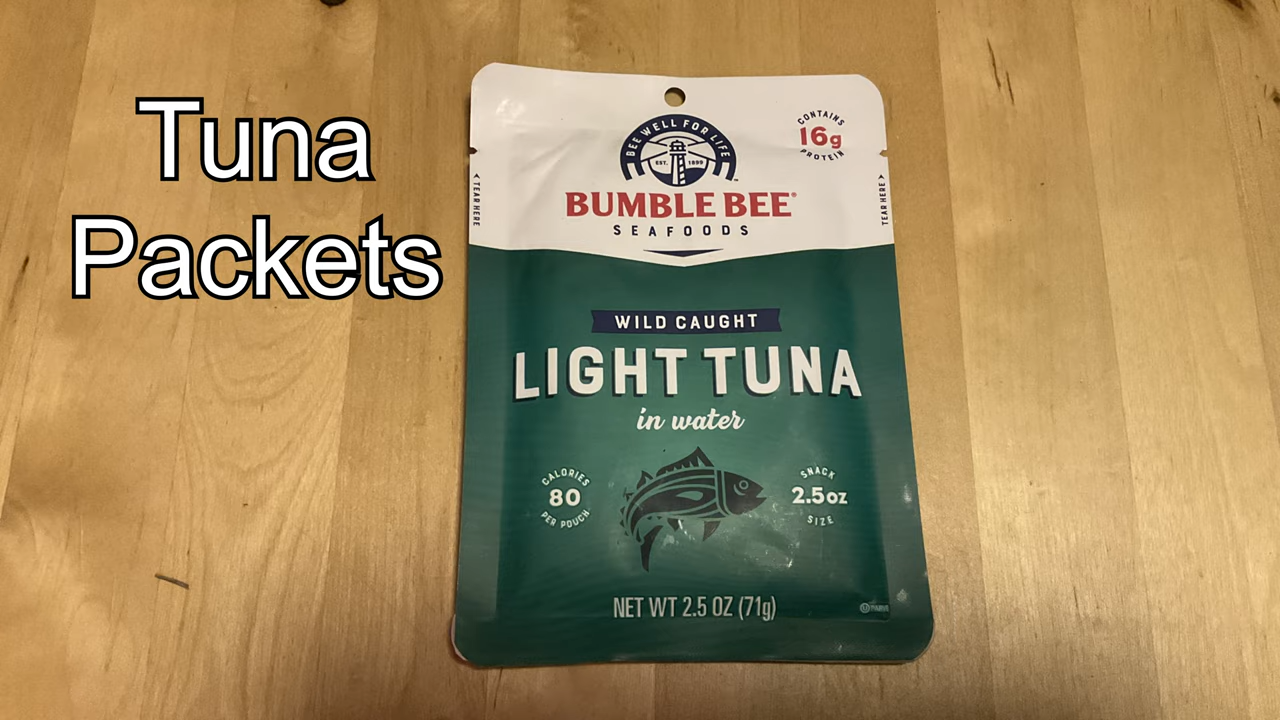 Tuna
Packets
BEE WELL FOR LIFE
EST. 1899
BUMBLE BEE®
SEAFOODS
CONTAINS
16g
PROTEIN
< TEAR HERE
TEAR HERE >
WILD CAUGHT
LIGHT TUNA
in water
CALORIES
80
PER POUCH
SNACK
2.5oz
SIZE
NET WT 2.5 OZ (71g)
U PARVE